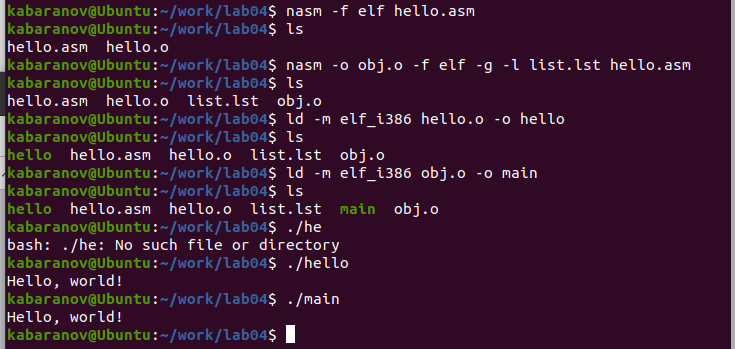 kabaranov@Ubuntu:~/work/lab04$ nasm -f elf hello.asm
kabaranov@Ubuntu:~/work/lab04$ ls
hello.asm  hello.o
kabaranov@Ubuntu:~/work/lab04$ nasm -o obj.o -f elf -g -l list.lst hello.asm
kabaranov@Ubuntu:~/work/lab04$ ls
hello.asm  hello.o  list.lst  obj.o
kabaranov@Ubuntu:~/work/lab04$ ld -m elf_i386 hello.o -o hello
kabaranov@Ubuntu:~/work/lab04$ ls
hello  hello.asm  hello.o  list.lst  obj.o
kabaranov@Ubuntu:~/work/lab04$ ld -m elf_i386 obj.o -o main
kabaranov@Ubuntu:~/work/lab04$ ls
hello  hello.asm  hello.o  list.lst  main  obj.o
kabaranov@Ubuntu:~/work/lab04$ ./he
bash: ./he: No such file or directory
kabaranov@Ubuntu:~/work/lab04$ ./hello
Hello, world!
kabaranov@Ubuntu:~/work/lab04$ ./main
Hello, world!
kabaranov@Ubuntu:~/work/lab04$